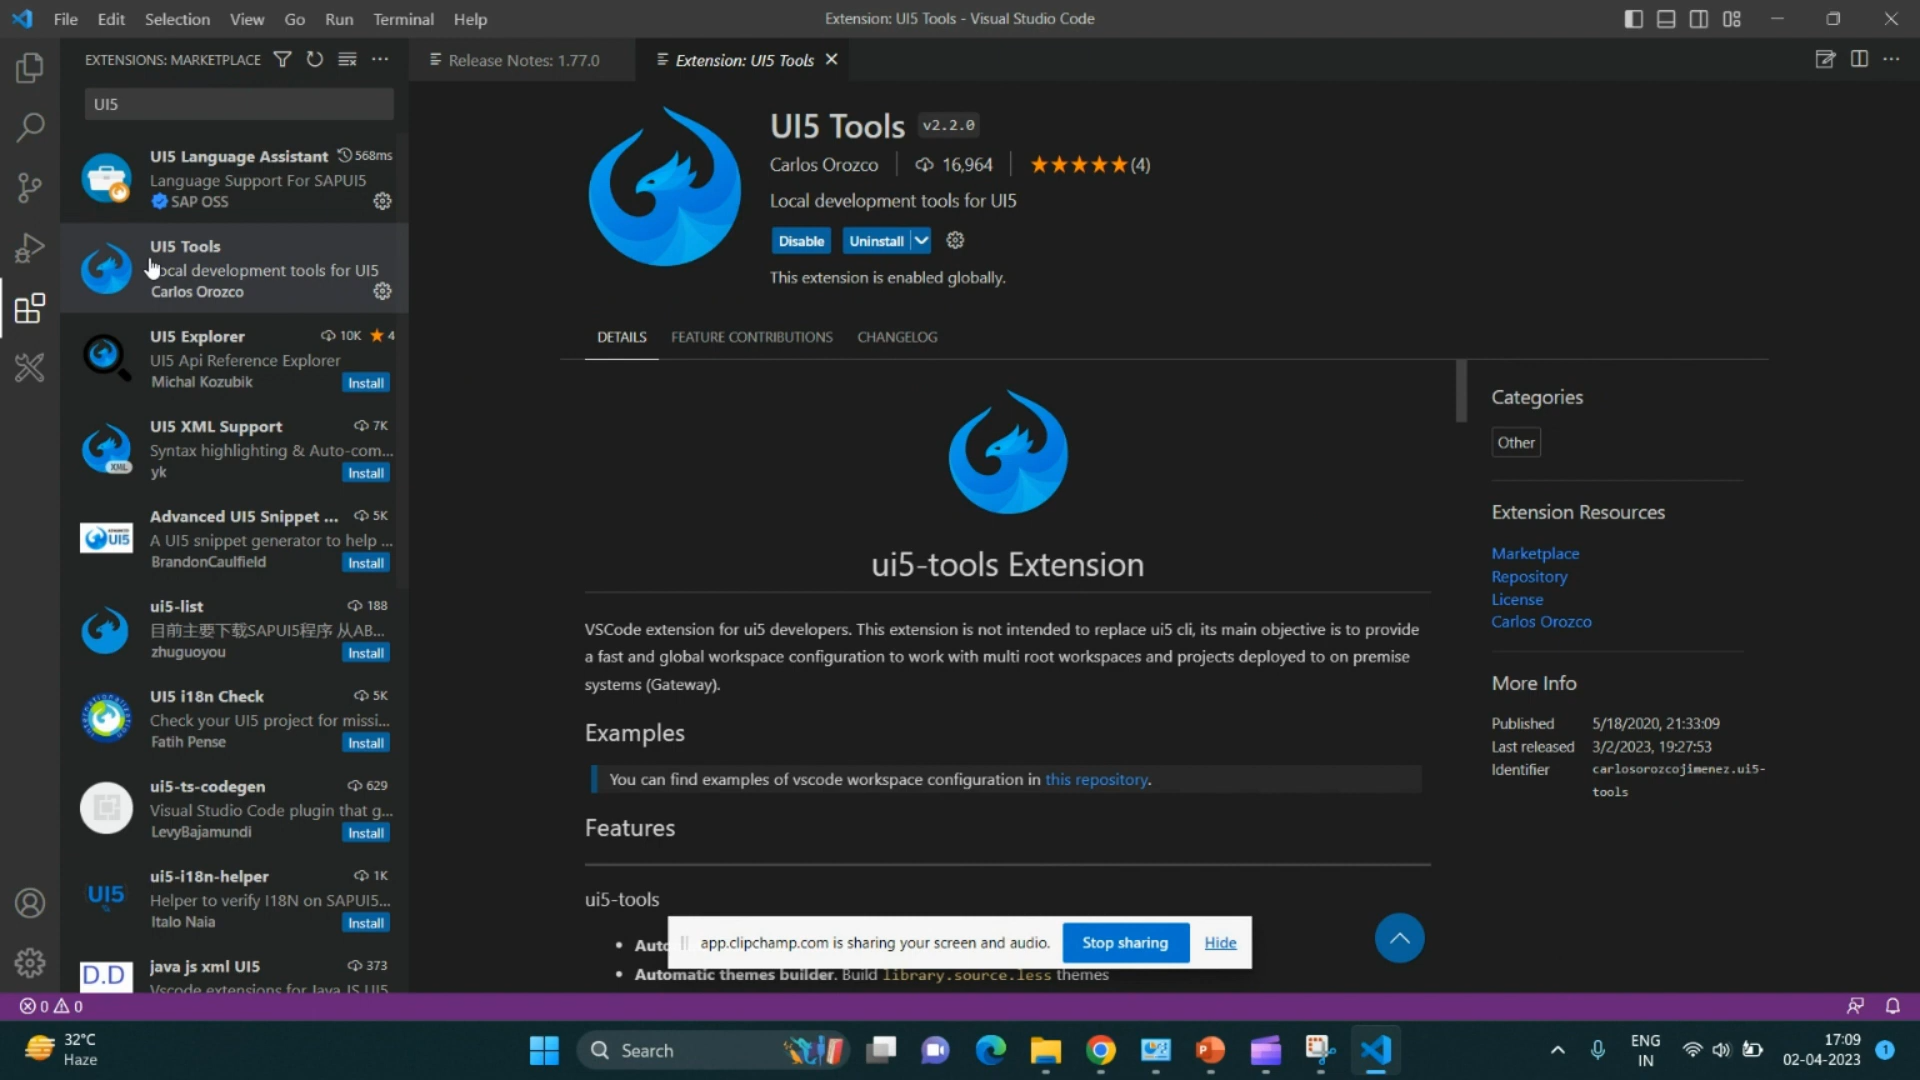 File Edit Selection View Go Run Terminal Help
Extension: UI5 Tools - Visual Studio Code
EXTENSIONS: MARKETPLACE
Release Notes: 1.77.0
Extension: UI5 Tools
UI5
UI5 Language Assistant 568ms
Language Support For SAPUI5
SAP OSS
UI5 Tools
ocal development tools for UI5
Carlos Orozco
UI5 Explorer 10K 4
UI5 Api Reference Explorer
Michal Kozubik Install
UI5 XML Support 7K
Syntax highlighting & Auto-com...
yk Install
XML
Advanced UI5 Snippet ... 5K
A UI5 snippet generator to help ...
BrandonCaulfield Install
ADVANCED
UI5
ui5-list 188
目前主要下载SAPUI5程序 从AB...
zhuguoyou Install
UI5 i18n Check 5K
Check your UI5 project for missi...
Fatih Pense Install
ui5-ts-codegen 629
Visual Studio Code plugin that g...
LevyBajamundi Install
ui5-i18n-helper 1K
Helper to verify I18N on SAPUI5...
Italo Naia Install
UI5
java js xml UI5 373
Vscode extensions for Java,JS,UI5
D.D
UI5 Tools v2.2.0
Carlos Orozco 16,964 (4)
Local development tools for UI5
Disable Uninstall
This extension is enabled globally.
DETAILS FEATURE CONTRIBUTIONS CHANGELOG
ui5-tools Extension
VSCode extension for ui5 developers. This extension is not intended to replace ui5 cli, its main objective is to provide
a fast and global workspace configuration to work with multi root workspaces and projects deployed to on premise
systems (Gateway).
Examples
You can find examples of vscode workspace configuration in this repository.
Features
ui5-tools
• Auto
• Automatic themes builder. Build library.source.less themes
app.clipchamp.com is sharing your screen and audio. Stop sharing Hide
Categories
Other
Extension Resources
Marketplace
Repository
License
Carlos Orozco
More Info
Published 5/18/2020, 21:33:09
Last released 3/2/2023, 19:27:53
Identifier carlosorozcojimenez.ui5-
tools
0 0
32°C
Haze
Search
ENG
IN
17:09
02-04-2023
1